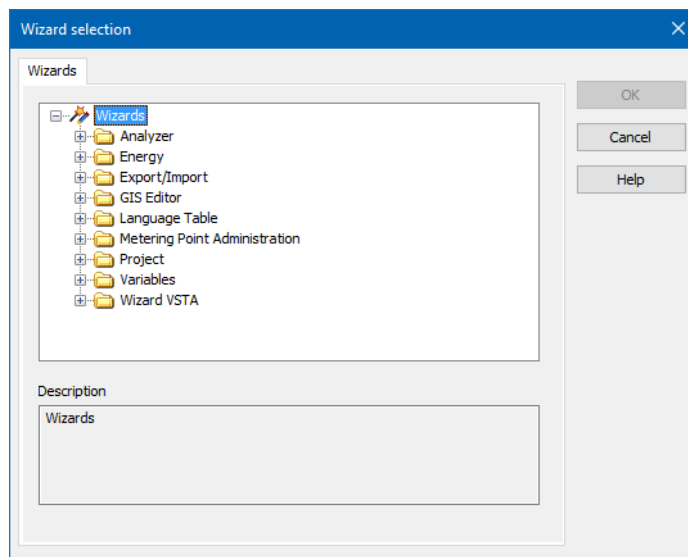 Wizard selection
Wizards
Wizards
Analyzer
Energy
Export/Import
GIS Editor
Language Table
Metering Point Administration
Project
Variables
Wizard VSTA
OK
Cancel
Help
Description
Wizards